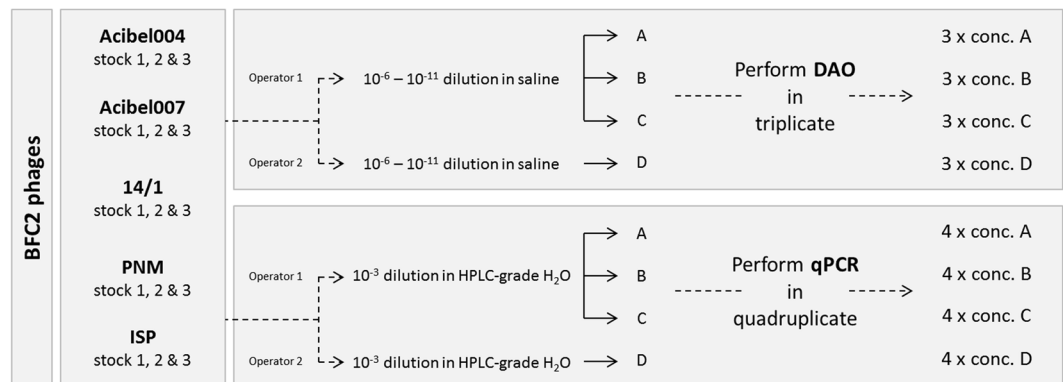 BFC2 phages
Acibel004
stock 1, 2 & 3
Acibel007
stock 1, 2 & 3
14/1
stock 1, 2 & 3
PNM
stock 1, 2 & 3
ISP
stock 1, 2 & 3
Operator 1
10⁻⁶ – 10⁻¹¹ dilution in saline
A
B
C
Operator 2
10⁻⁶ – 10⁻¹¹ dilution in saline
D
Perform DAO
in
triplicate
3 x conc. A
3 x conc. B
3 x conc. C
3 x conc. D
Operator 1
10⁻³ dilution in HPLC-grade H₂O
A
B
C
Operator 2
10⁻³ dilution in HPLC-grade H₂O
D
Perform qPCR
in
quadruplicate
4 x conc. A
4 x conc. B
4 x conc. C
4 x conc. D